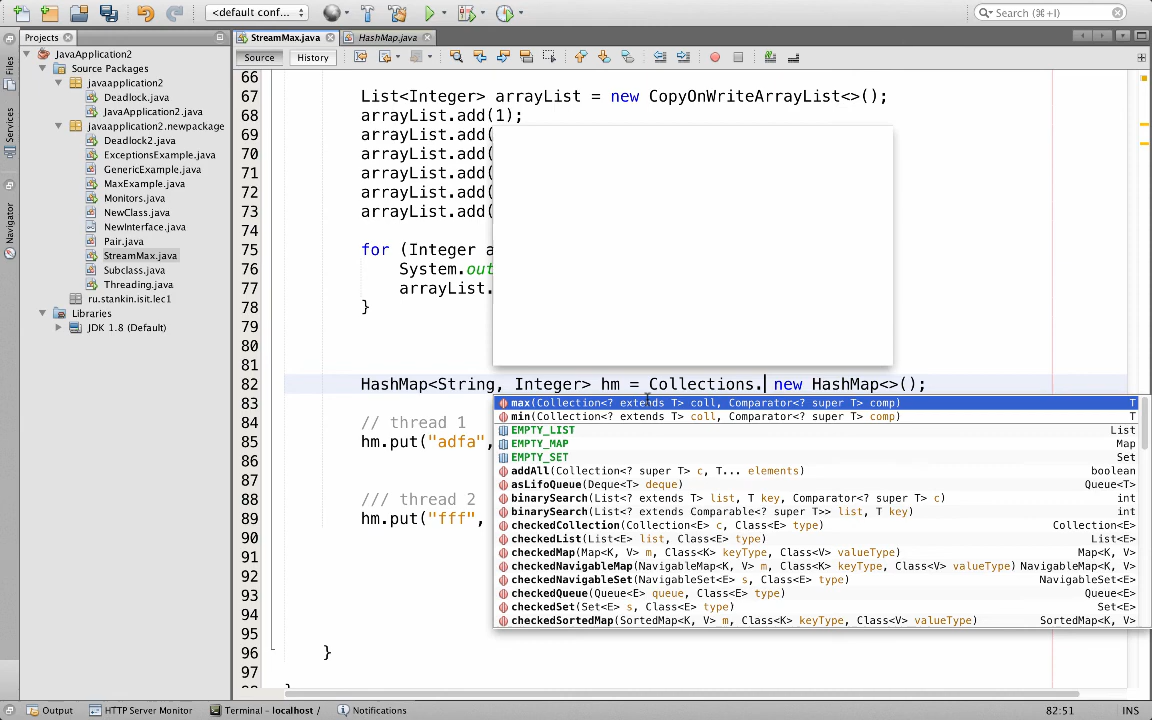 <default conf...
Search (⌘+I)
Projects
StreamMax.java
HashMap.java
Source
History
Files
Services
Navigator
JavaApplication2
Source Packages
javaapplication2
Deadlock.java
JavaApplication2.java
javaapplication2.newpackage
Deadlock2.java
ExceptionsExample.java
GenericExample.java
MaxExample.java
Monitors.java
NewClass.java
NewInterface.java
Pair.java
StreamMax.java
Subclass.java
Threading.java
ru.stankin.isit.lec1
Libraries
JDK 1.8 (Default)
66
67 List<Integer> arrayList = new CopyOnWriteArrayList<>();
68 arrayList.add(1);
69 arrayList.add(
70 arrayList.add(
71 arrayList.add(
72 arrayList.add(
73 arrayList.add(
74
75 for (Integer a
76 System.out
77 arrayList.
78 }
79
80
81
82 HashMap<String, Integer> hm = Collections. new HashMap<>();
83
84 // thread 1
85 hm.put("adfa",
86
87
88 /// thread 2
89 hm.put("fff",
90
91
92
93
94
95
96 }
97
max(Collection<? extends T> coll, Comparator<? super T> comp) T
min(Collection<? extends T> coll, Comparator<? super T> comp) T
EMPTY_LIST List
EMPTY_MAP Map
EMPTY_SET Set
addAll(Collection<? super T> c, T... elements) boolean
asLifoQueue(Deque<T> deque) Queue<T>
binarySearch(List<? extends T> list, T key, Comparator<? super T> c) int
binarySearch(List<? extends Comparable<? super T>> list, T key) int
checkedCollection(Collection<E> c, Class<E> type) Collection<E>
checkedList(List<E> list, Class<E> type) List<E>
checkedMap(Map<K, V> m, Class<K> keyType, Class<V> valueType) Map<K, V>
checkedNavigableMap(NavigableMap<K, V> m, Class<K> keyType, Class<V> valueType) NavigableMap<K, V>
checkedNavigableSet(NavigableSet<E> s, Class<E> type) NavigableSet<E>
checkedQueue(Queue<E> queue, Class<E> type) Queue<E>
checkedSet(Set<E> s, Class<E> type) Set<E>
checkedSortedMap(SortedMap<K, V> m, Class<K> keyType, Class<V> valueType) SortedMap<K, V>
Output
HTTP Server Monitor
Terminal - localhost /
Notifications
82:51
INS